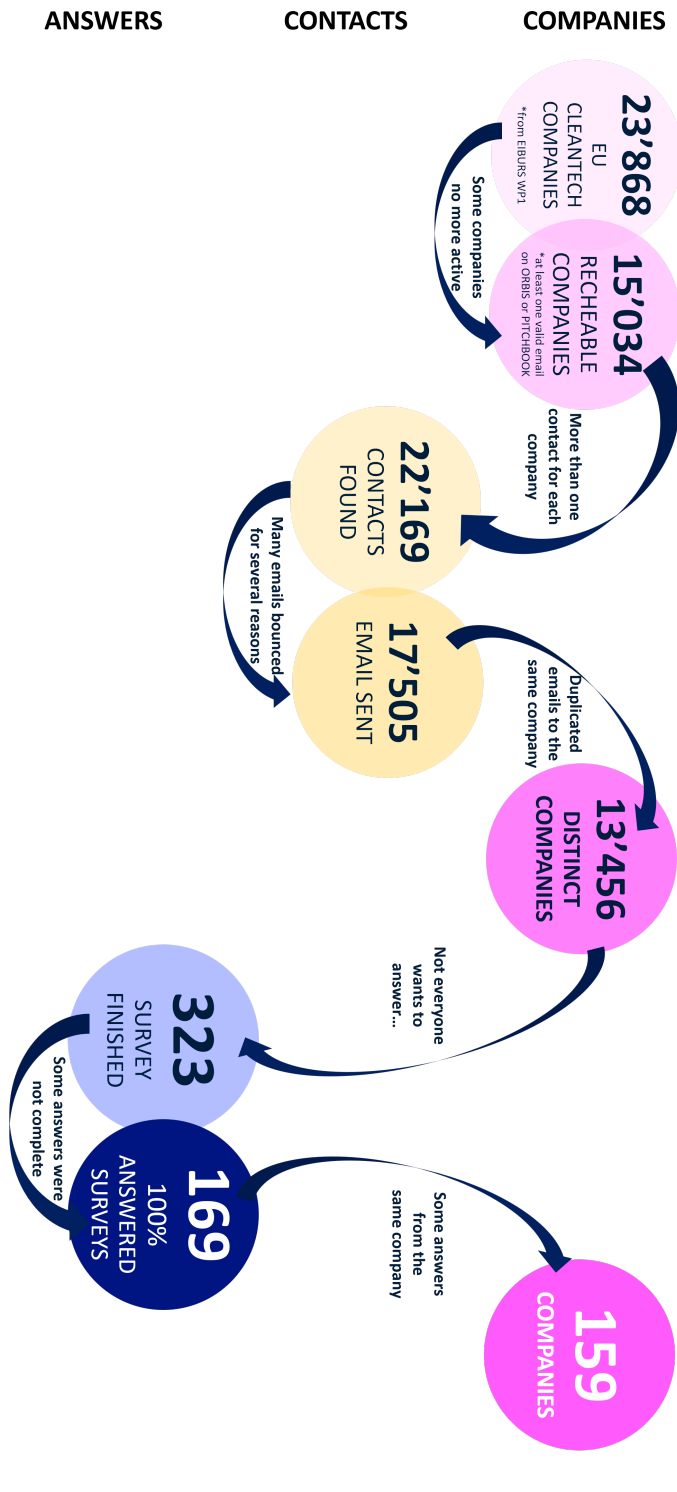 ANSWERS
CONTACTS
COMPANIES
23’868
EU
CLEANTECH
COMPANIES
*from EIBURS WP1
Some companies
no more active
15’034
RECHEABLE
COMPANIES
*at least one valid email
on ORBIS or PITCHBOOK
More than one
contact for each
company
22’169
CONTACTS
FOUND
Many emails bounced
for several reasons
17’505
EMAIL SENT
Duplicated
emails to the
same company
13’456
DISTINCT
COMPANIES
Not everyone
wants to
answer...
323
SURVEY
FINISHED
Some answers were
not complete
169
100%
ANSWERED
SURVEYS
Some answers
from the
same company
159
COMPANIES